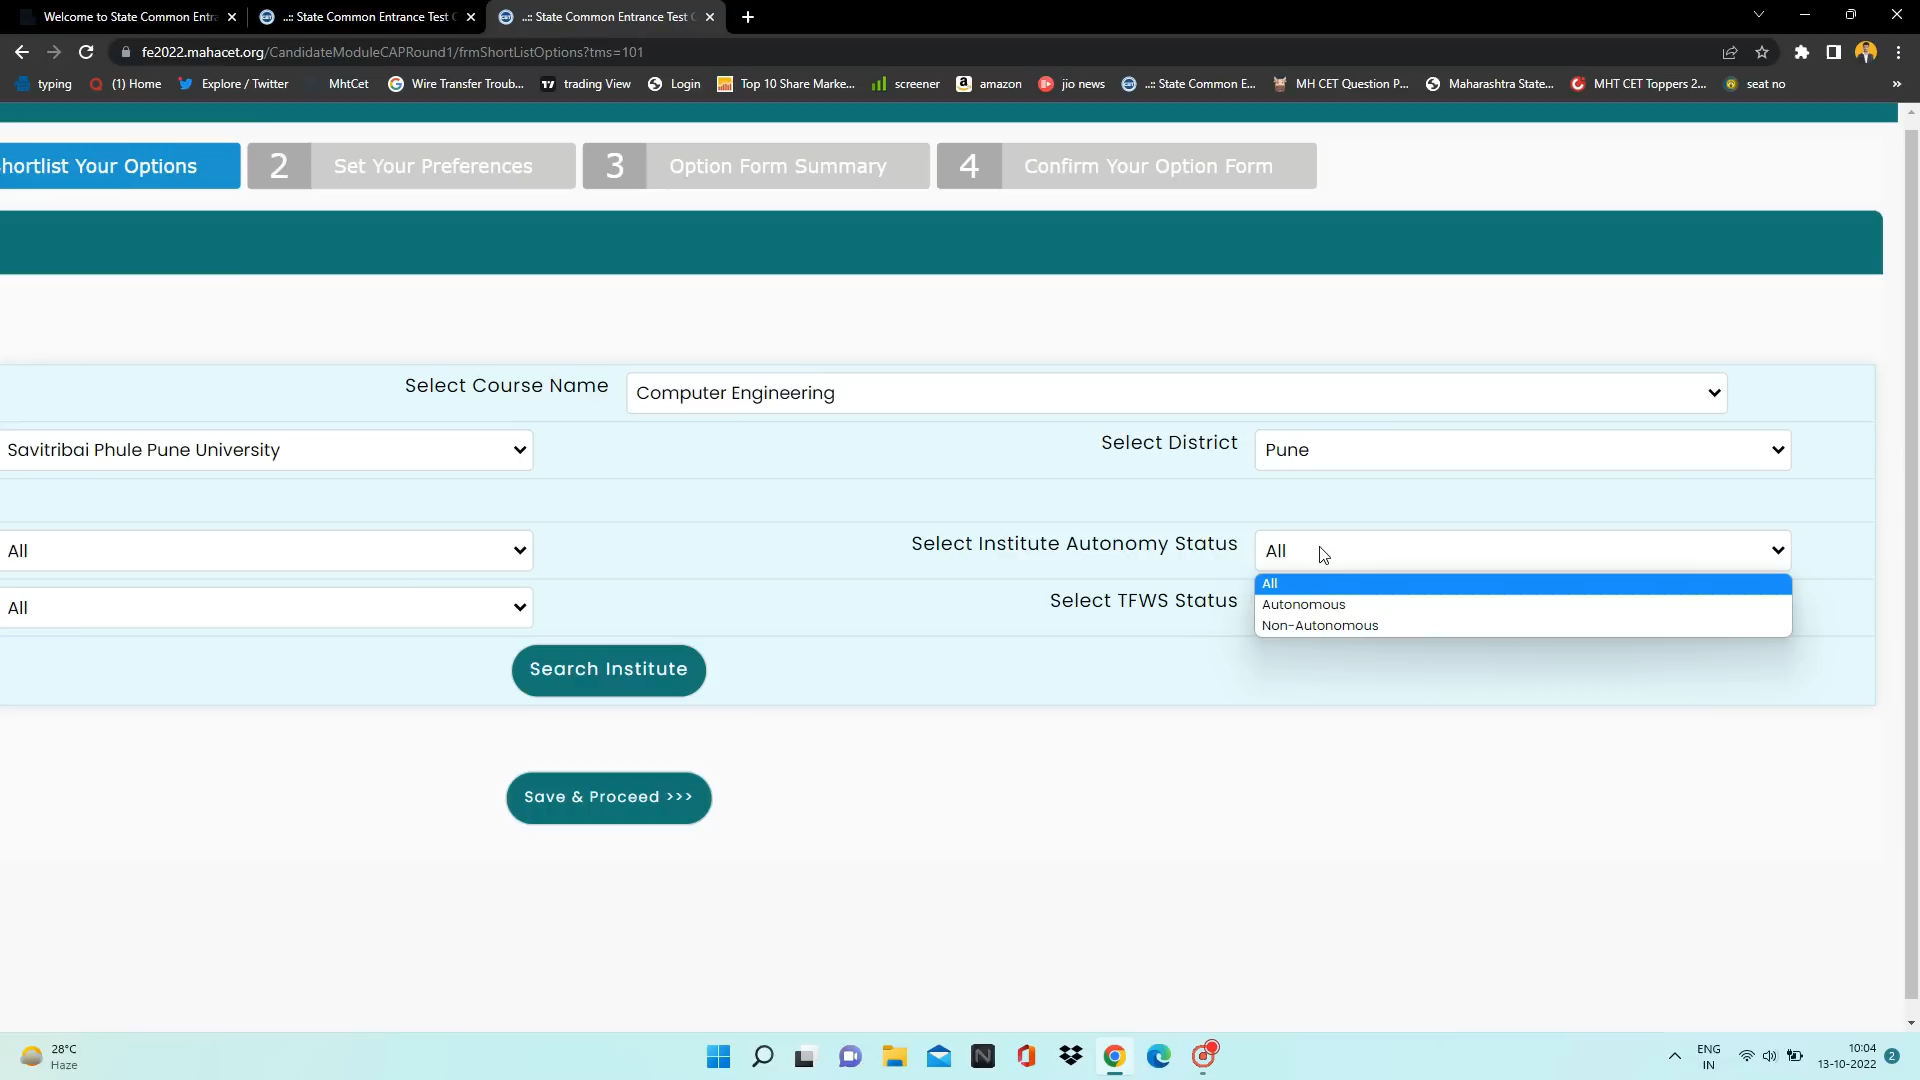 Welcome to State Common Entra
..:: State Common Entrance Test C
..:: State Common Entrance Test C
fe2022.mahacet.org/CandidateModuleCAPRound1/frmShortListOptions?tms=101
typing
(1) Home
Explore / Twitter
MhtCet
Wire Transfer Troub...
trading View
Login
Top 10 Share Marke...
screener
amazon
jio news
..:: State Common E...
MH CET Question P...
Maharashtra State...
MHT CET Toppers 2...
seat no
»
hortlist Your Options
2 Set Your Preferences
3 Option Form Summary
4 Confirm Your Option Form
Select Course Name
Computer Engineering
Savitribai Phule Pune University
Select District
Pune
All
Select Institute Autonomy Status
All
All
Autonomous
Non-Autonomous
All
Select TFWS Status
Search Institute
Save & Proceed >>>
28°C
Haze
ENG
IN
10:04
13-10-2022
2